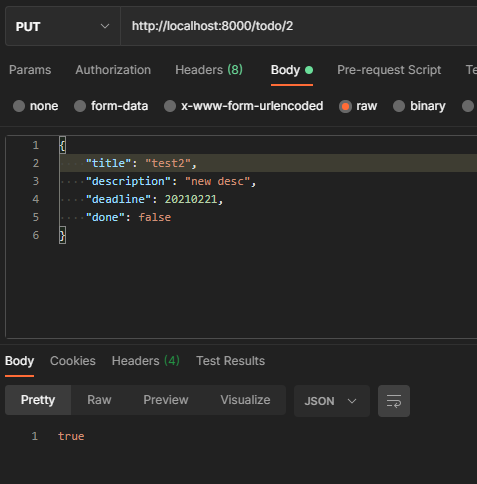 PUT http://localhost:8000/todo/2
Params Authorization Headers (8) Body Pre-request Script Te
none form-data x-www-form-urlencoded raw binary
1 {
2 "title": "test2",
3 "description": "new desc",
4 "deadline": 20210221,
5 "done": false
6 }
Body Cookies Headers (4) Test Results
Pretty Raw Preview Visualize JSON
1 true